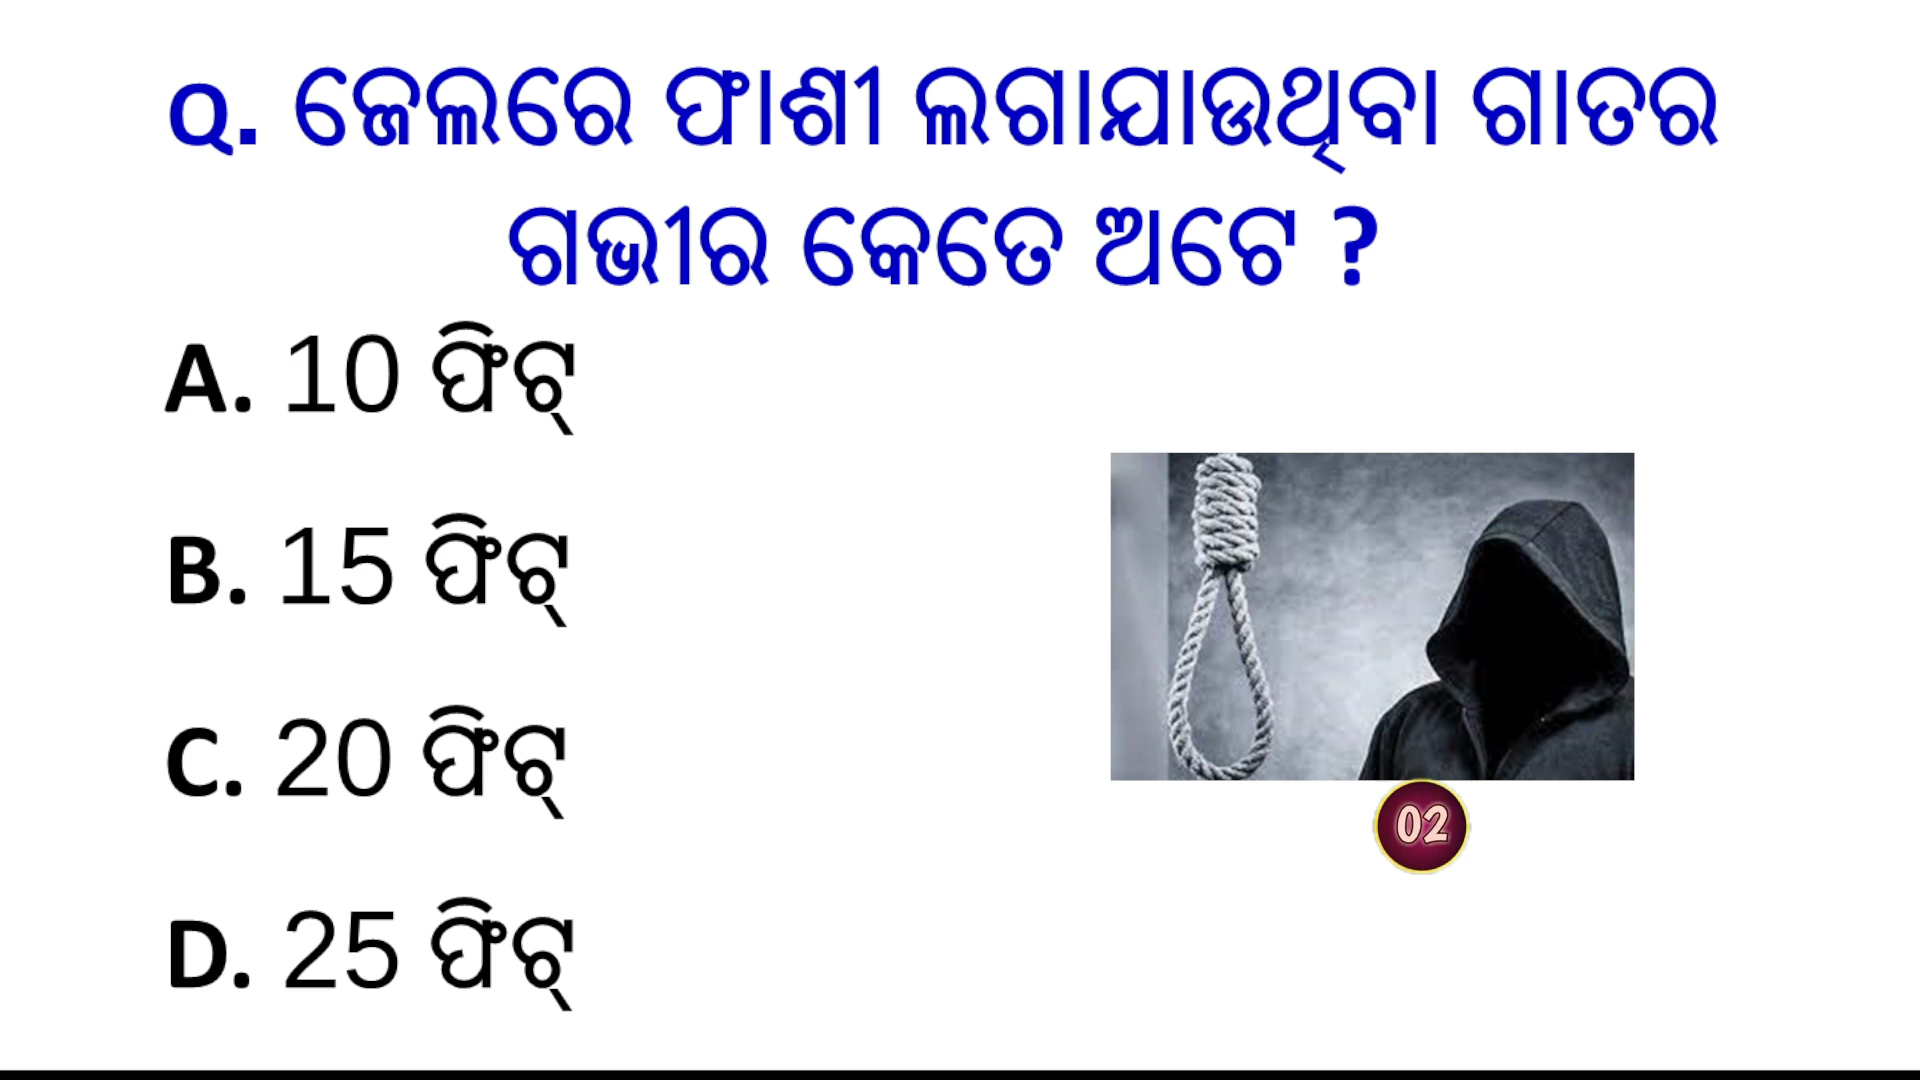 Q. ଜେଲରେ ଫାଶୀ ଲଗାଯାଉଥିବା ଗାତର
ଗଭୀର କେତେ ଅଟେ ?
A. 10 ଫିଟ୍
B. 15 ଫିଟ୍
C. 20 ଫିଟ୍
D. 25 ଫିଟ୍
02